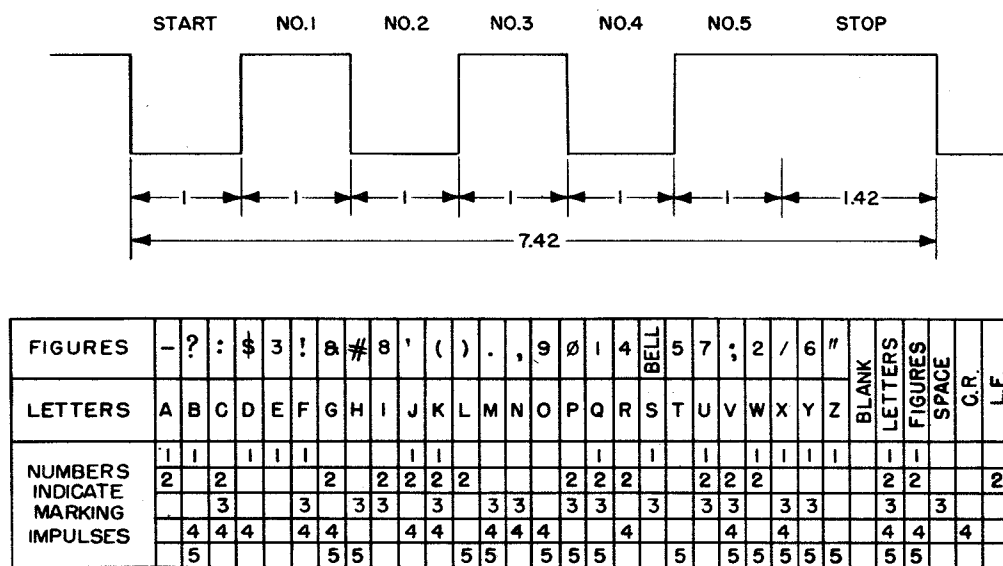 START NO.1 NO.2 NO.3 NO.4 NO.5 STOP
1 1 1 1 1 1 1.42
7.42
FIGURES - ? : $ 3 ! & # 8 ' ( ) . , 9 Ø 1 4 BELL 5 7 ; 2 / 6 "
LETTERS A B C D E F G H I J K L M N O P Q R S T U V W X Y Z BLANK LETTERS FIGURES SPACE C.R. L.F.
NUMBERS
INDICATE
MARKING
IMPULSES
1 1 1 1 1 1 1 1 1 1 1 1 1 1 1 1
2 2 2 2 2 2 2 2 2 2 2 2 2 2 2 2
3 3 3 3 3 3 3 3 3 3 3 3 3 3 3 3
4 4 4 4 4 4 4 4 4 4 4 4 4 4 4 4
5 5 5 5 5 5 5 5 5 5 5 5 5 5 5 5